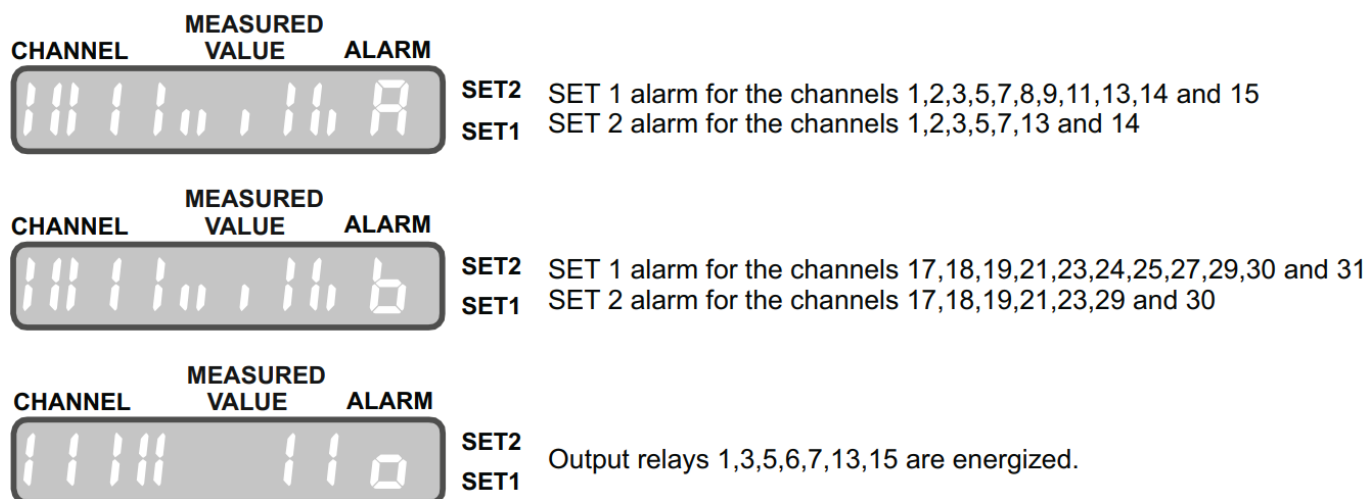 MEASURED
CHANNEL VALUE ALARM
A
SET2 SET 1 alarm for the channels 1,2,3,5,7,8,9,11,13,14 and 15
SET1 SET 2 alarm for the channels 1,2,3,5,7,13 and 14
MEASURED
CHANNEL VALUE ALARM
b
SET2 SET 1 alarm for the channels 17,18,19,21,23,24,25,27,29,30 and 31
SET1 SET 2 alarm for the channels 17,18,19,21,23,29 and 30
MEASURED
CHANNEL VALUE ALARM
o
SET2
Output relays 1,3,5,6,7,13,15 are energized.
SET1